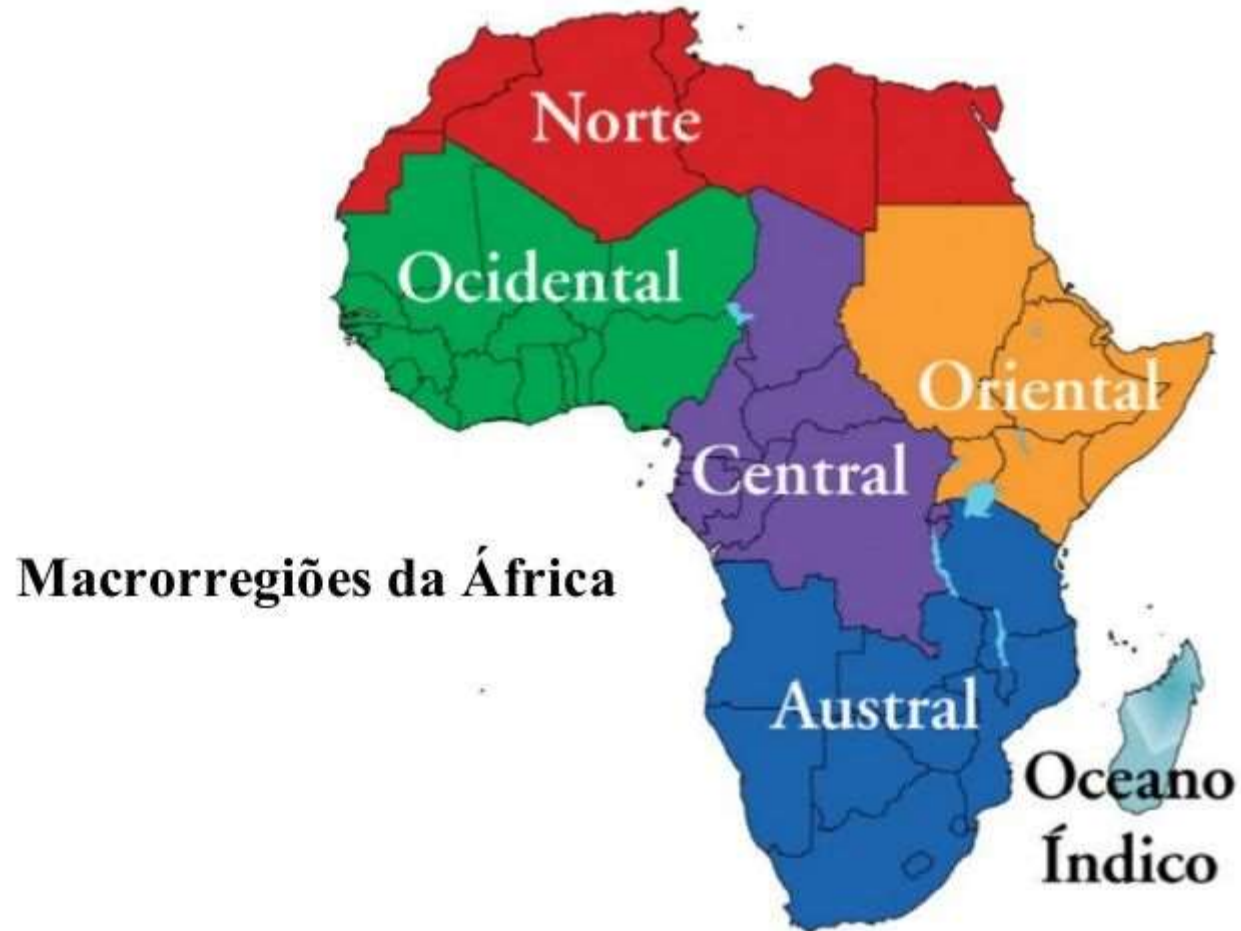 Norte
Ocidental
Oriental
Central
Macrorregiões da África
Austral
Oceano
Índico